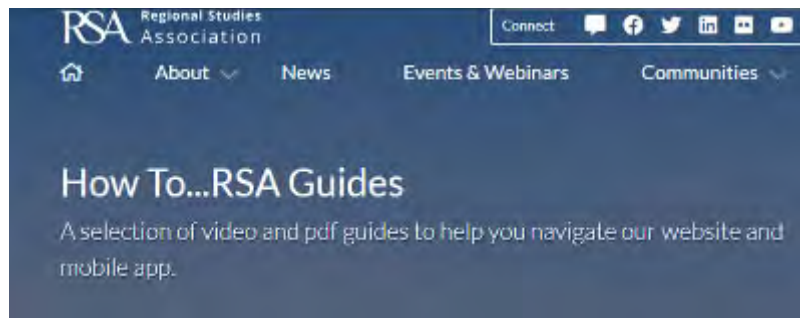 RSA Regional Studies
Association
Connect
About News Events & Webinars Communities
How To...RSA Guides
A selection of video and pdf guides to help you navigate our website and
mobile app.